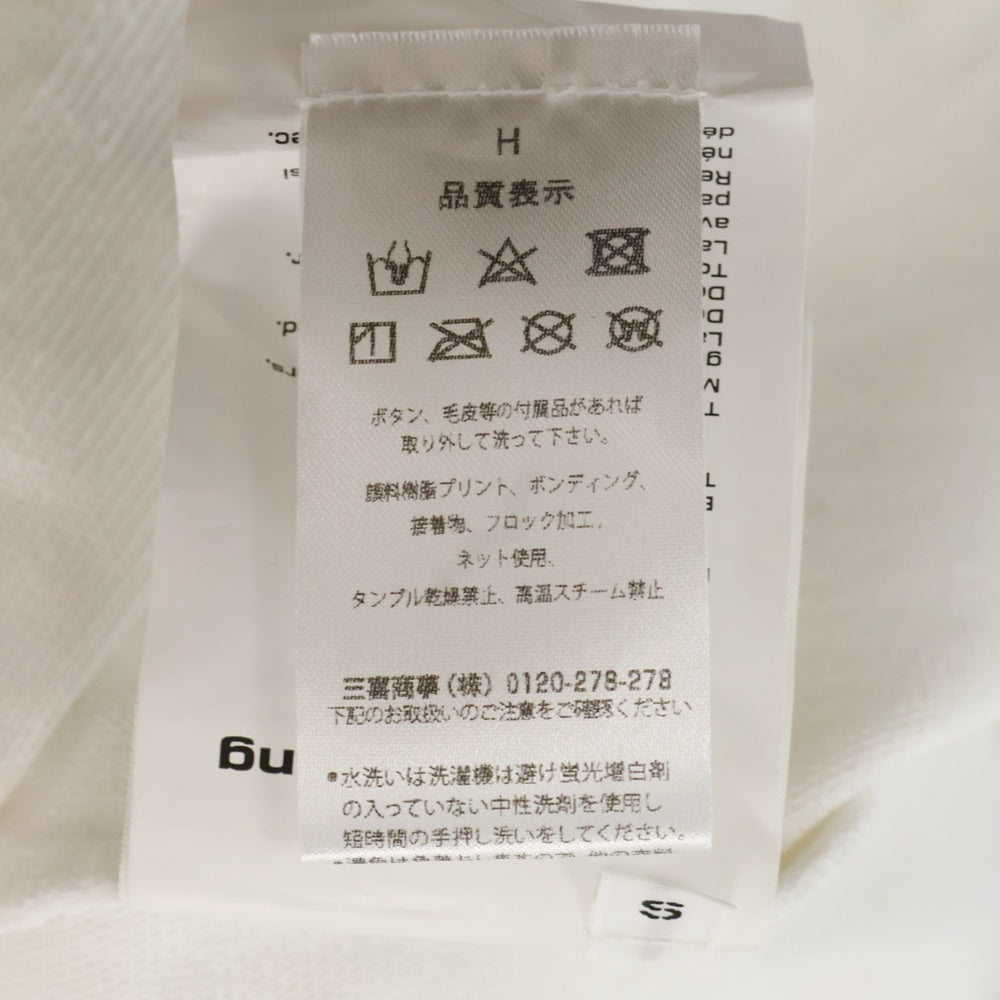 H
品質表示
ボタン、毛皮等の付属品があれば
取り外して洗って下さい。
顔料樹脂プリント、ボンディング、
接着物、フロック加工、
ネット使用、
タンブル乾燥禁止、高温スチーム禁止
三喜商事(株) 0120-278-278
下記のお取扱いのご注意をご確認ください
●水洗いは洗濯機は避け蛍光増白剤
の入っていない中性洗剤を使用し
短時間の手押し洗いをしてください。
ng
S